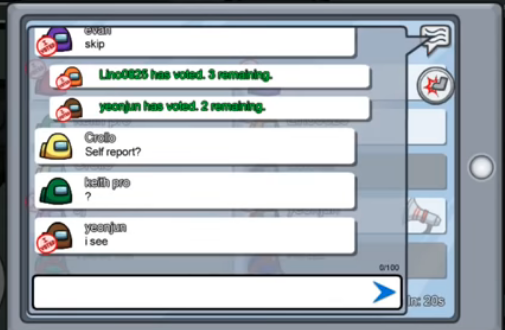 evan
skip
Lino0825 has voted. 3 remaining.
yeonjun has voted. 2 remaining.
Crollo
Self report?
keith pro
?
yeonjun
i see
0/100
In: 20s